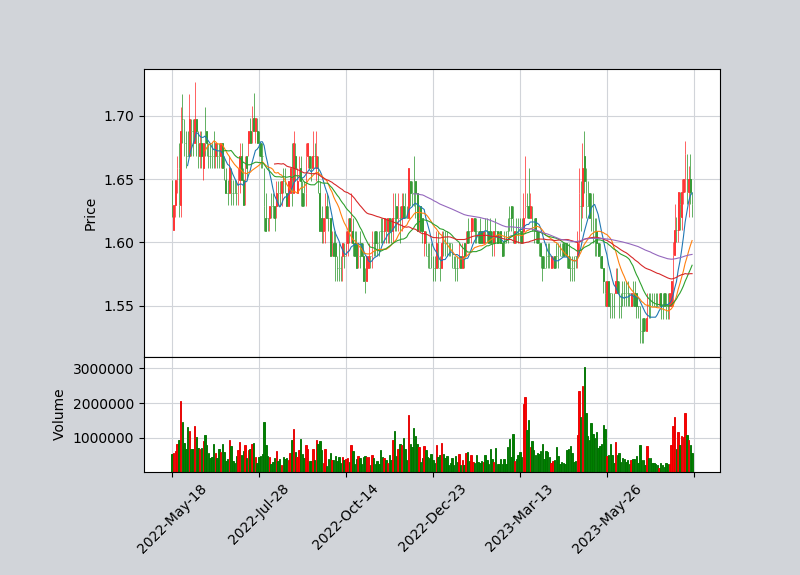 1.70
1.65
1.60
1.55
Price
3000000
2000000
1000000
Volume
2022-May-18
2022-Jul-28
2022-Oct-14
2022-Dec-23
2023-Mar-13
2023-May-26